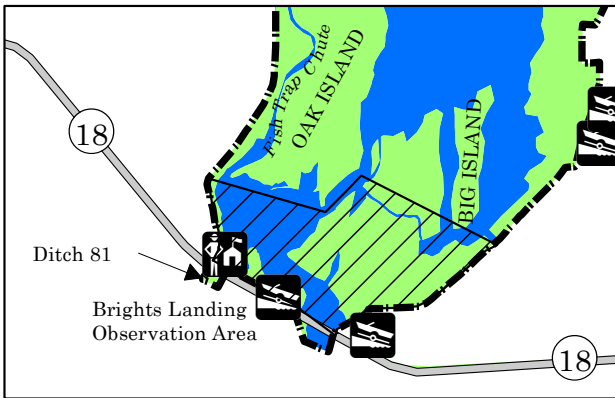 Fish Trap Chute
OAK ISLAND
18
BIG ISLAND
Ditch 81
Brights Landing
Observation Area
18